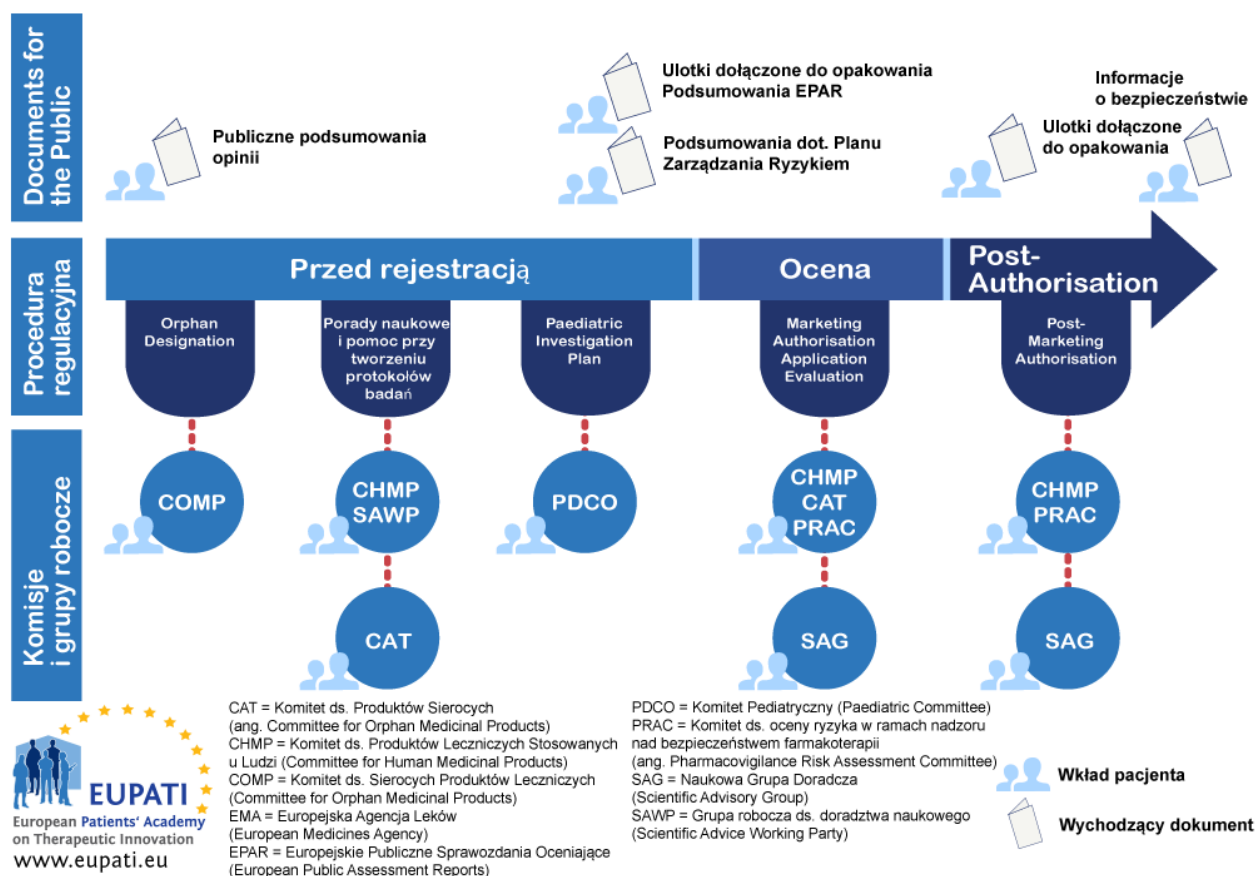 Documents for
the Public
Publiczne podsumowania
opinii
Ulotki dołączone do opakowania
Podsumowania EPAR
Podsumowania dot. Planu
Zarządzania Ryzykiem
Informacje
o bezpieczeństwie
Ulotki dołączone
do opakowania
Procedura
regulacyjna
Przed rejestracją
Ocena
Post-
Authorisation
Orphan
Designation
Porady naukowe
i pomoc przy
tworzeniu
protokołów
badań
Paediatric
Investigation
Plan
Marketing
Authorisation
Application
Evaluation
Post-
Marketing
Authorisation
Komisje
i grupy robocze
COMP
CHMP
SAWP
PDCO
CHMP
CAT
PRAC
CHMP
PRAC
CAT
SAG
SAG
CAT = Komitet ds. Produktów Sierocych
(ang. Committee for Orphan Medicinal Products)
CHMP = Komitet ds. Produktów Leczniczych Stosowanych
u Ludzi (Committee for Human Medicinal Products)
COMP = Komitet ds. Sierocych Produktów Leczniczych
(Committee for Orphan Medicinal Products)
EMA = Europejska Agencja Leków
(European Medicines Agency)
EPAR = Europejskie Publiczne Sprawozdania Oceniające
(European Public Assessment Reports)
PDCO = Komitet Pediatryczny (Paediatric Committee)
PRAC = Komitet ds. oceny ryzyka w ramach nadzoru
nad bezpieczeństwem farmakoterapii
(ang. Pharmacovigilance Risk Assessment Committee)
SAG = Naukowa Grupa Doradcza
(Scientific Advisory Group)
SAWP = Grupa robocza ds. doradztwa naukowego
(Scientific Advice Working Party)
Wkład pacjenta
Wychodzący dokument
EUPATI
European Patients' Academy
on Therapeutic Innovation
www.eupati.eu